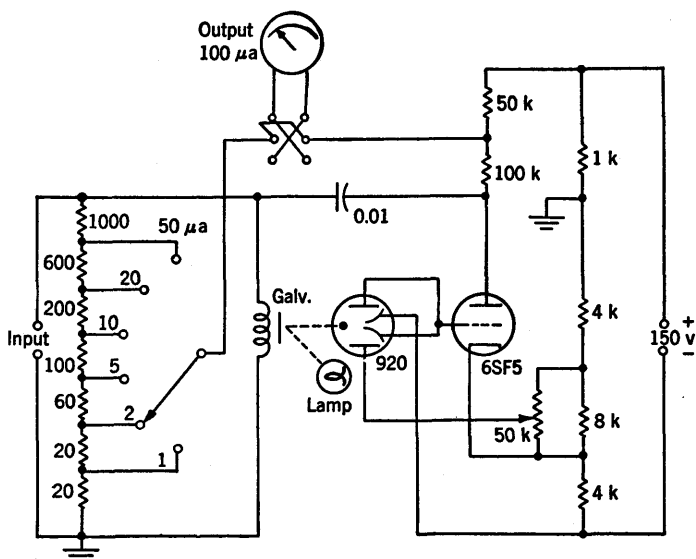 Output
100 μa
50 k
1 k
100 k
0.01
1000
50 μa
600
20
200
10
Input
100
5
60
2
20
1
20
Galv.
Lamp
920
6SF5
4 k
+
150 v
−
50 k
8 k
4 k